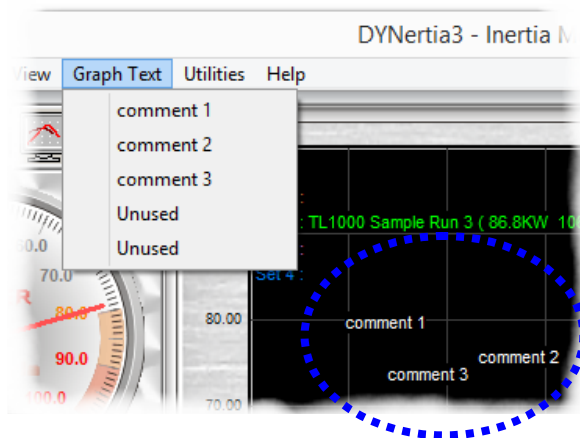 DYNertia3 - Inertia
View Graph Text Utilities Help
comment 1
comment 2
comment 3
Unused
Unused
: TL1000 Sample Run 3 ( 86.8KW
Set 4 :
60.0
70.0
80.0
90.0
100.0
R
80.00
70.00
comment 1
comment 2
comment 3